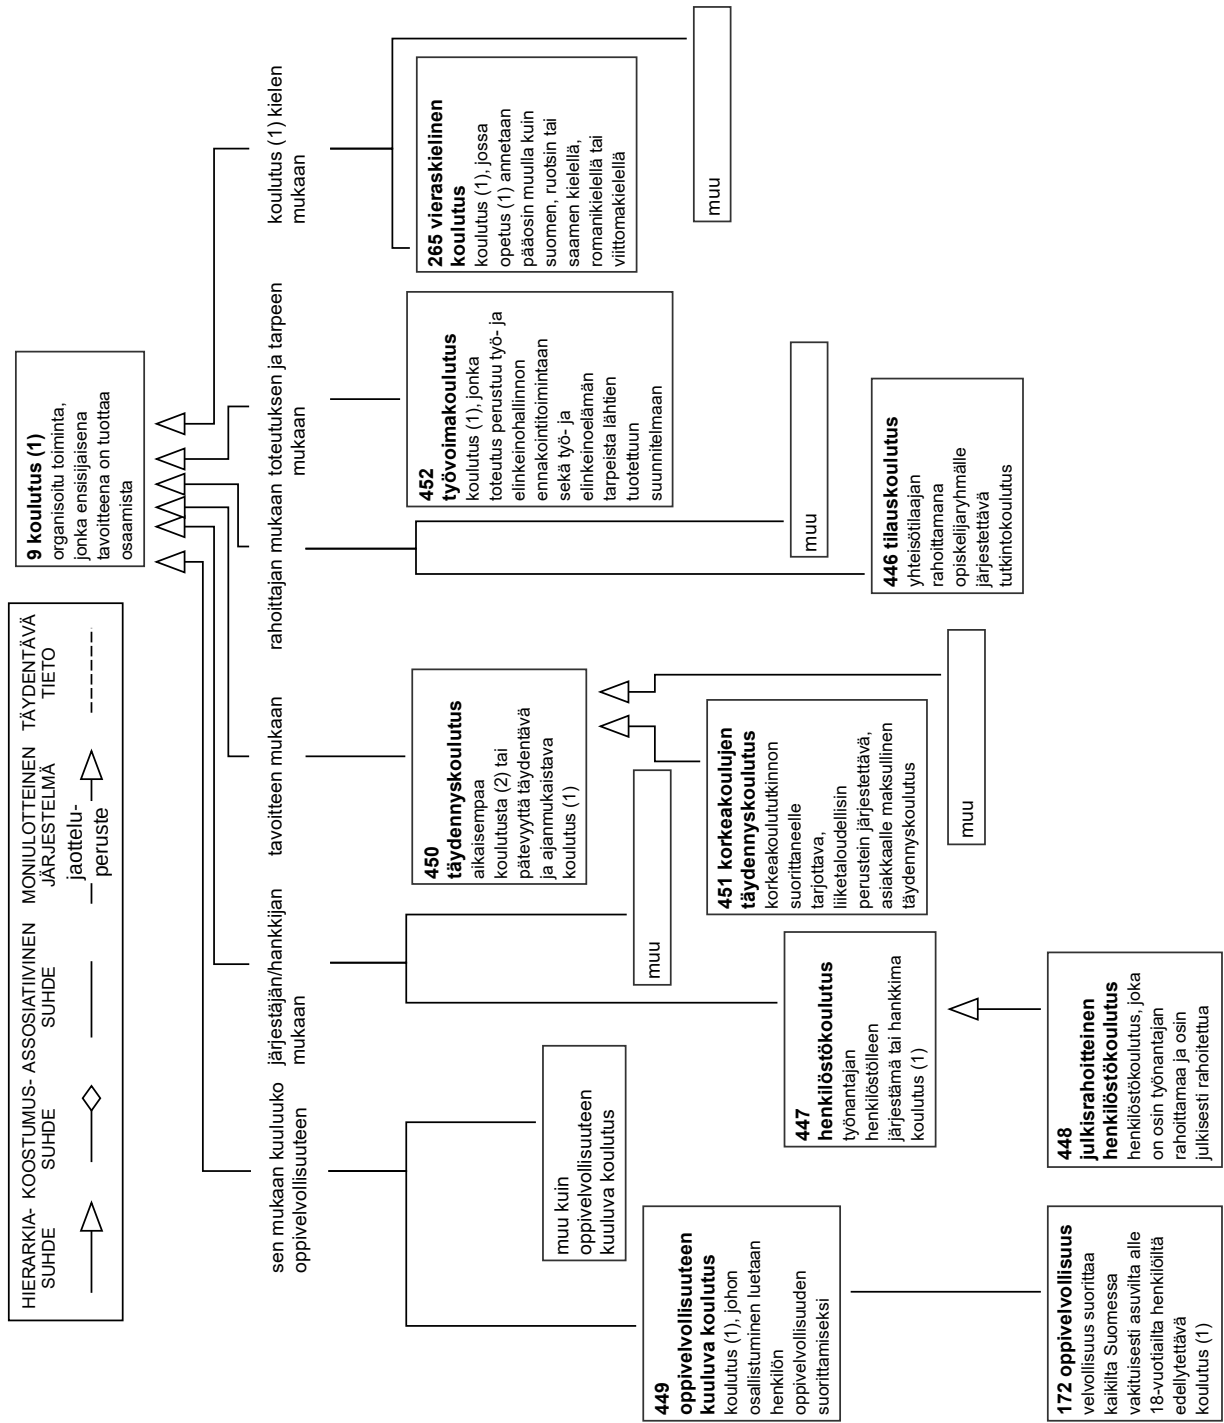 HIERARKIA-
SUHDE
KOOSTUMUS-
SUHDE
ASSOSIATIIVINEN
SUHDE
MONIULOTTEINEN
JÄRJESTELMÄ
jaottelu-
peruste
TÄYDENTÄVÄ
TIETO
9 koulutus (1)
organisoitu toiminta,
jonka ensisijaisena
tavoitteena on tuottaa
osaamista
sen mukaan kuuluuko
oppivelvollisuuteen
järjestäjän/hankkijan
mukaan
tavoitteen mukaan
rahoittajan mukaan
toteutuksen ja tarpeen
mukaan
koulutus (1) kielen
mukaan
449
oppivelvollisuuteen
kuuluva koulutus
koulutus (1), johon
osallistuminen luetaan
henkilön
oppivelvollisuuden
suorittamiseksi
muu kuin
oppivelvollisuuteen
kuuluva koulutus
172 oppivelvollisuus
velvollisuus suorittaa
kaikilta Suomessa
vakituisesti asuvilta alle
18-vuotiailta henkilöiltä
edellytettävä
koulutus (1)
447
henkilöstökoulutus
työnantajan
henkilöstölleen
järjestämä tai hankkima
koulutus (1)
muu
448
julkisrahoitteinen
henkilöstökoulutus
henkilöstökoulutus, joka
on osin työnantajan
rahoittamaa ja osin
julkisesti rahoitettua
450
täydennyskoulutus
aikaisempaa
koulutusta (2) tai
pätevyyttä täydentävä
ja ajanmukaistava
koulutus (1)
451 korkeakoulujen
täydennyskoulutus
korkeakoulututkinnon
suorittaneelle
tarjottava,
liiketaloudellisin
perustein järjestettävä,
asiakkaalle maksullinen
täydennyskoulutus
muu
446 tilauskoulutus
yhteisötilaajan
rahoittamana
opiskelijaryhmälle
järjestettävä
tutkintokoulutus
muu
452
työvoimakoulutus
koulutus (1), jonka
toteutus perustuu työ- ja
elinkeinohallinnon
ennakointitoimintaan
sekä työ- ja
elinkeinoelämän
tarpeista lähtien
tuotettuun
suunnitelmaan
265 vieraskielinen
koulutus
koulutus (1), jossa
opetus (1) annetaan
pääosin muulla kuin
suomen, ruotsin tai
saamen kielellä,
romanikielellä tai
viittomakielellä
muu